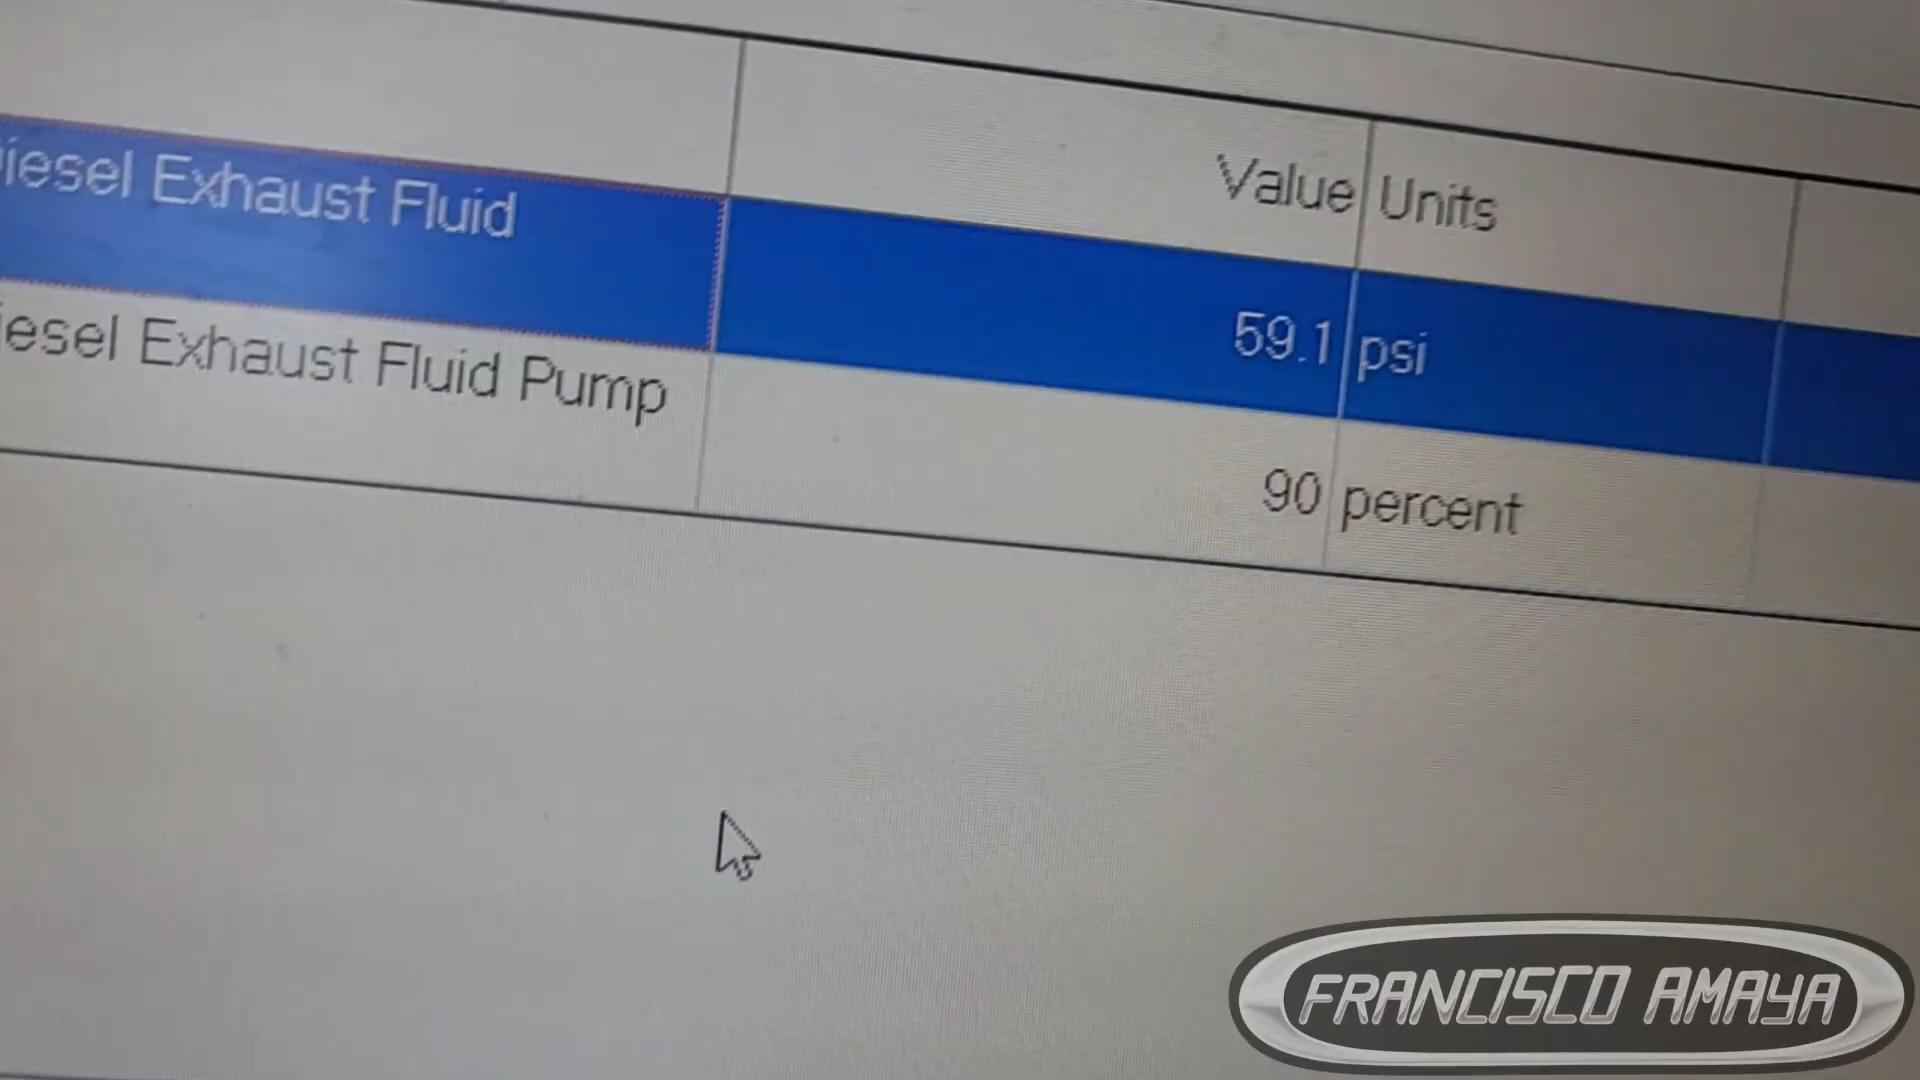 Value Units
iesel Exhaust Fluid 59.1 psi
iesel Exhaust Fluid Pump 90 percent
FRANCISCO AMAYA